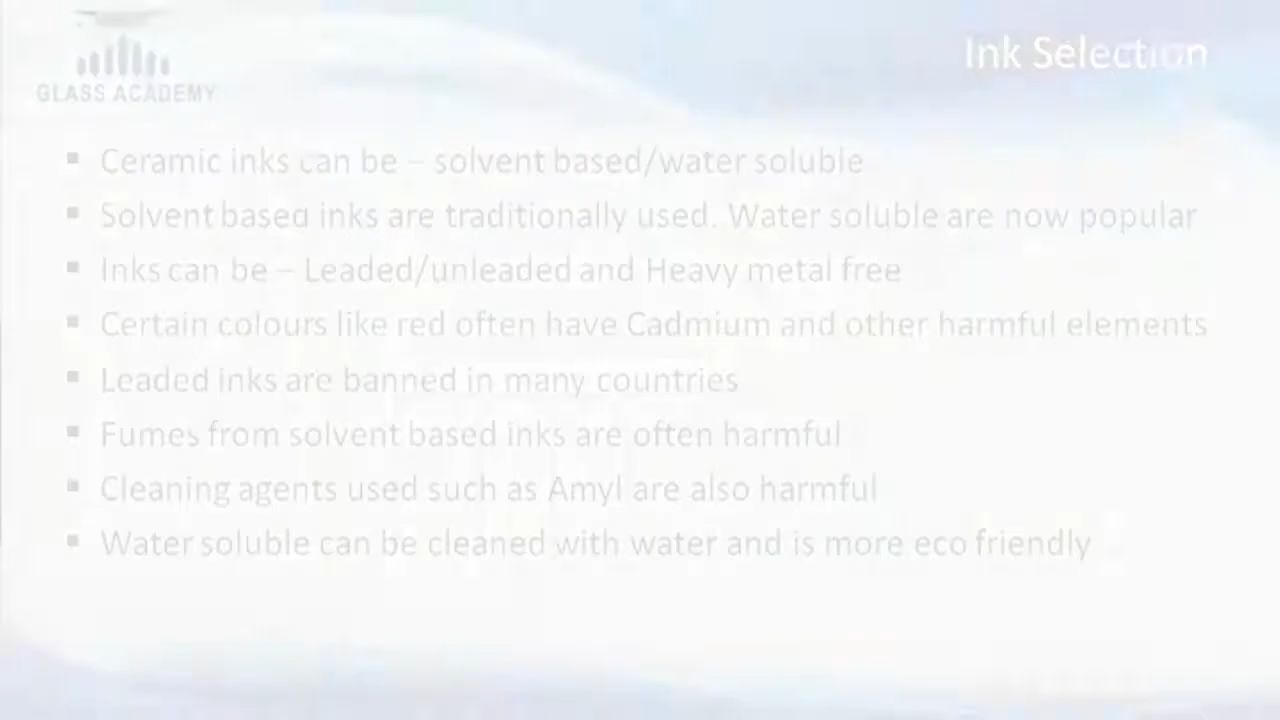 GLASS ACADEMY
Ink Selection
▪ Ceramic inks can be – solvent based/water soluble
▪ Solvent based inks are traditionally used. Water soluble are now popular
▪ Inks can be – Leaded/unleaded and Heavy metal free
▪ Certain colours like red often have Cadmium and other harmful elements
▪ Leaded inks are banned in many countries
▪ Fumes from solvent based inks are often harmful
▪ Cleaning agents used such as Amyl are also harmful
▪ Water soluble can be cleaned with water and is more eco friendly